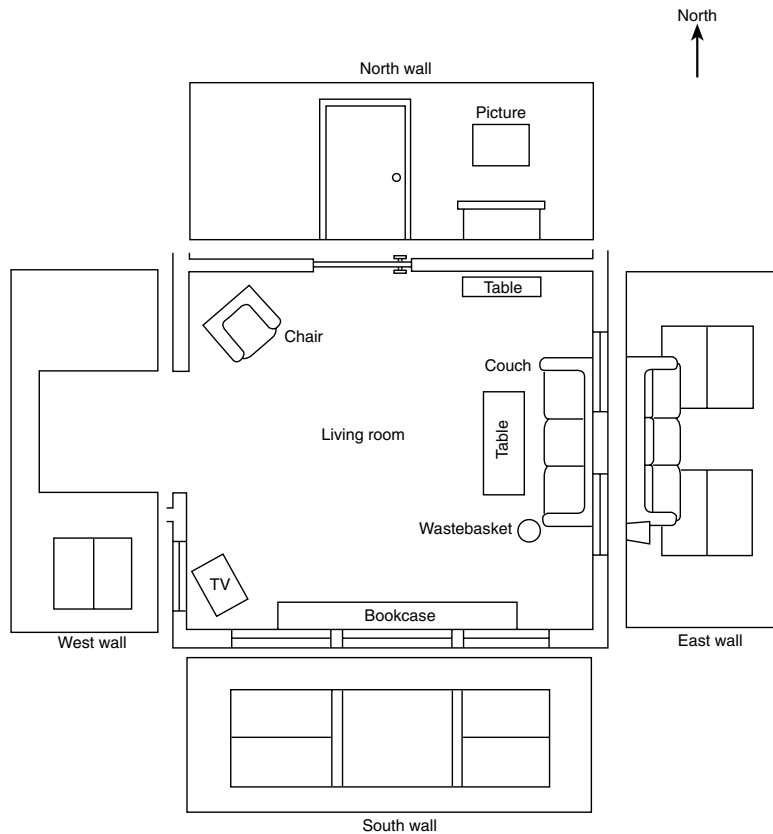 North
North wall
Picture
Table
Chair
Couch
Living room
Table
Wastebasket
TV
Bookcase
West wall
East wall
South wall